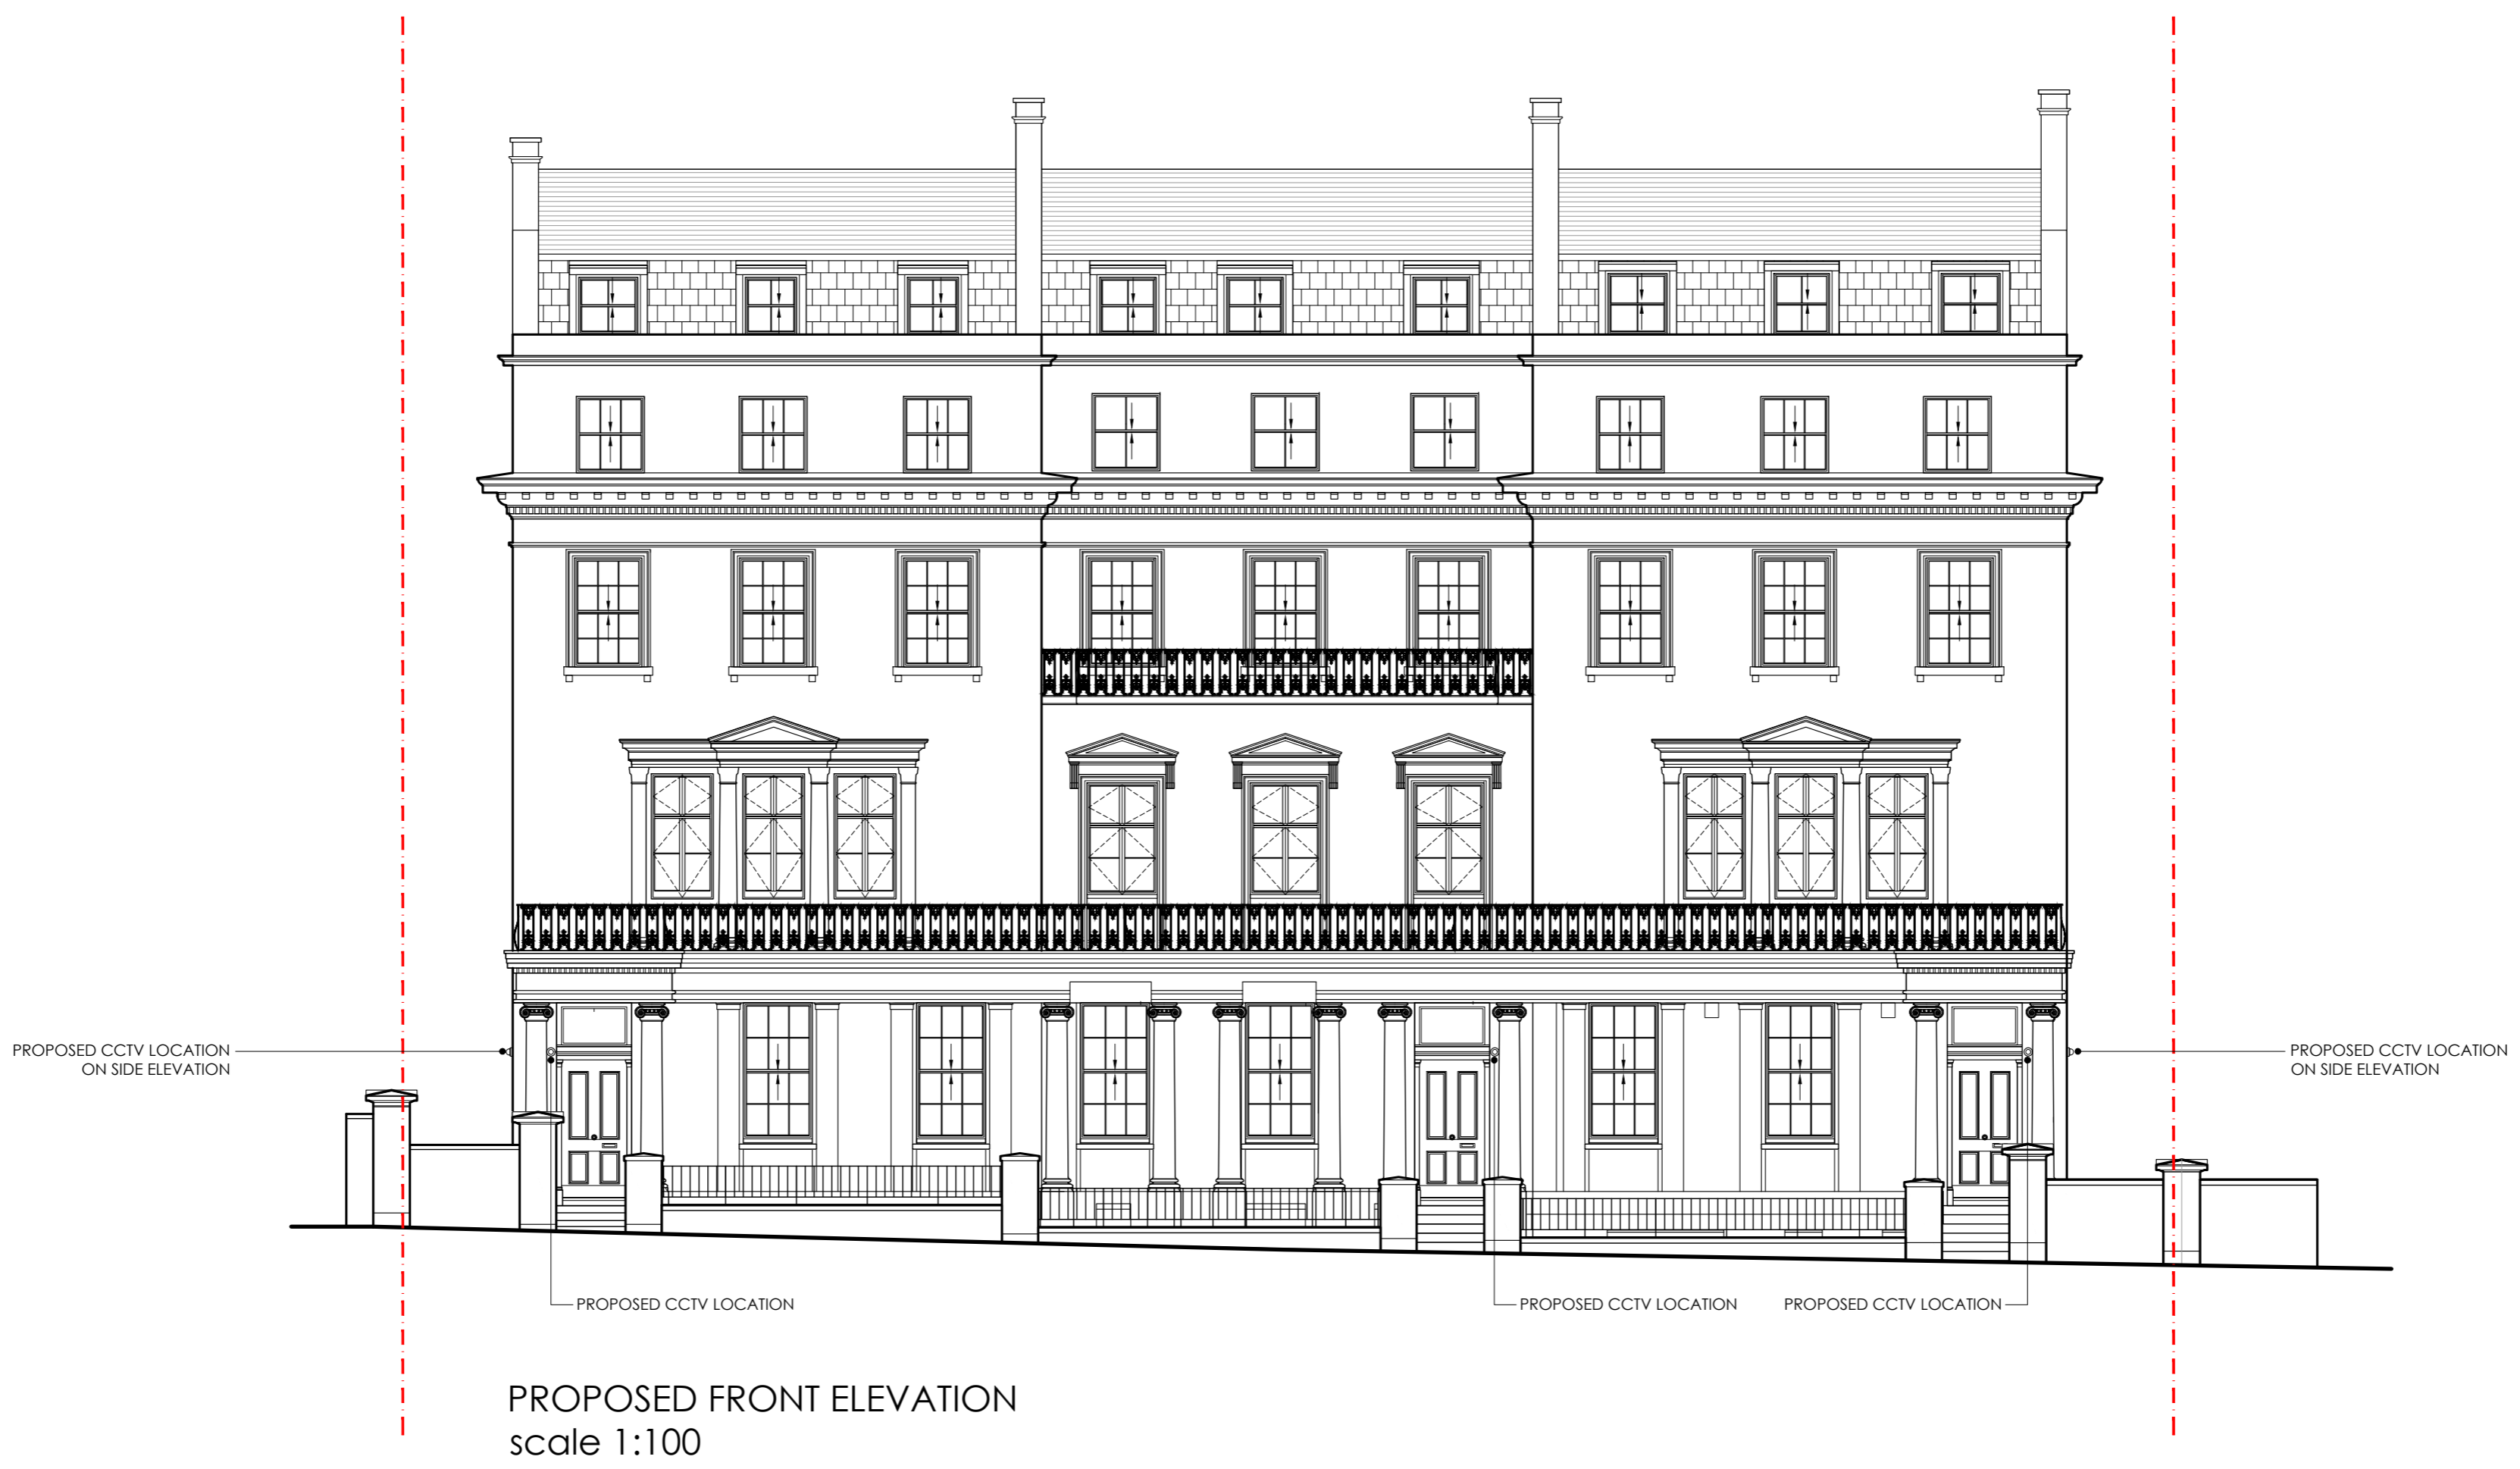 PROPOSED CCTV LOCATION
ON SIDE ELEVATION
PROPOSED CCTV LOCATION
ON SIDE ELEVATION
PROPOSED CCTV LOCATION
PROPOSED CCTV LOCATION
PROPOSED CCTV LOCATION
PROPOSED FRONT ELEVATION
scale 1:100